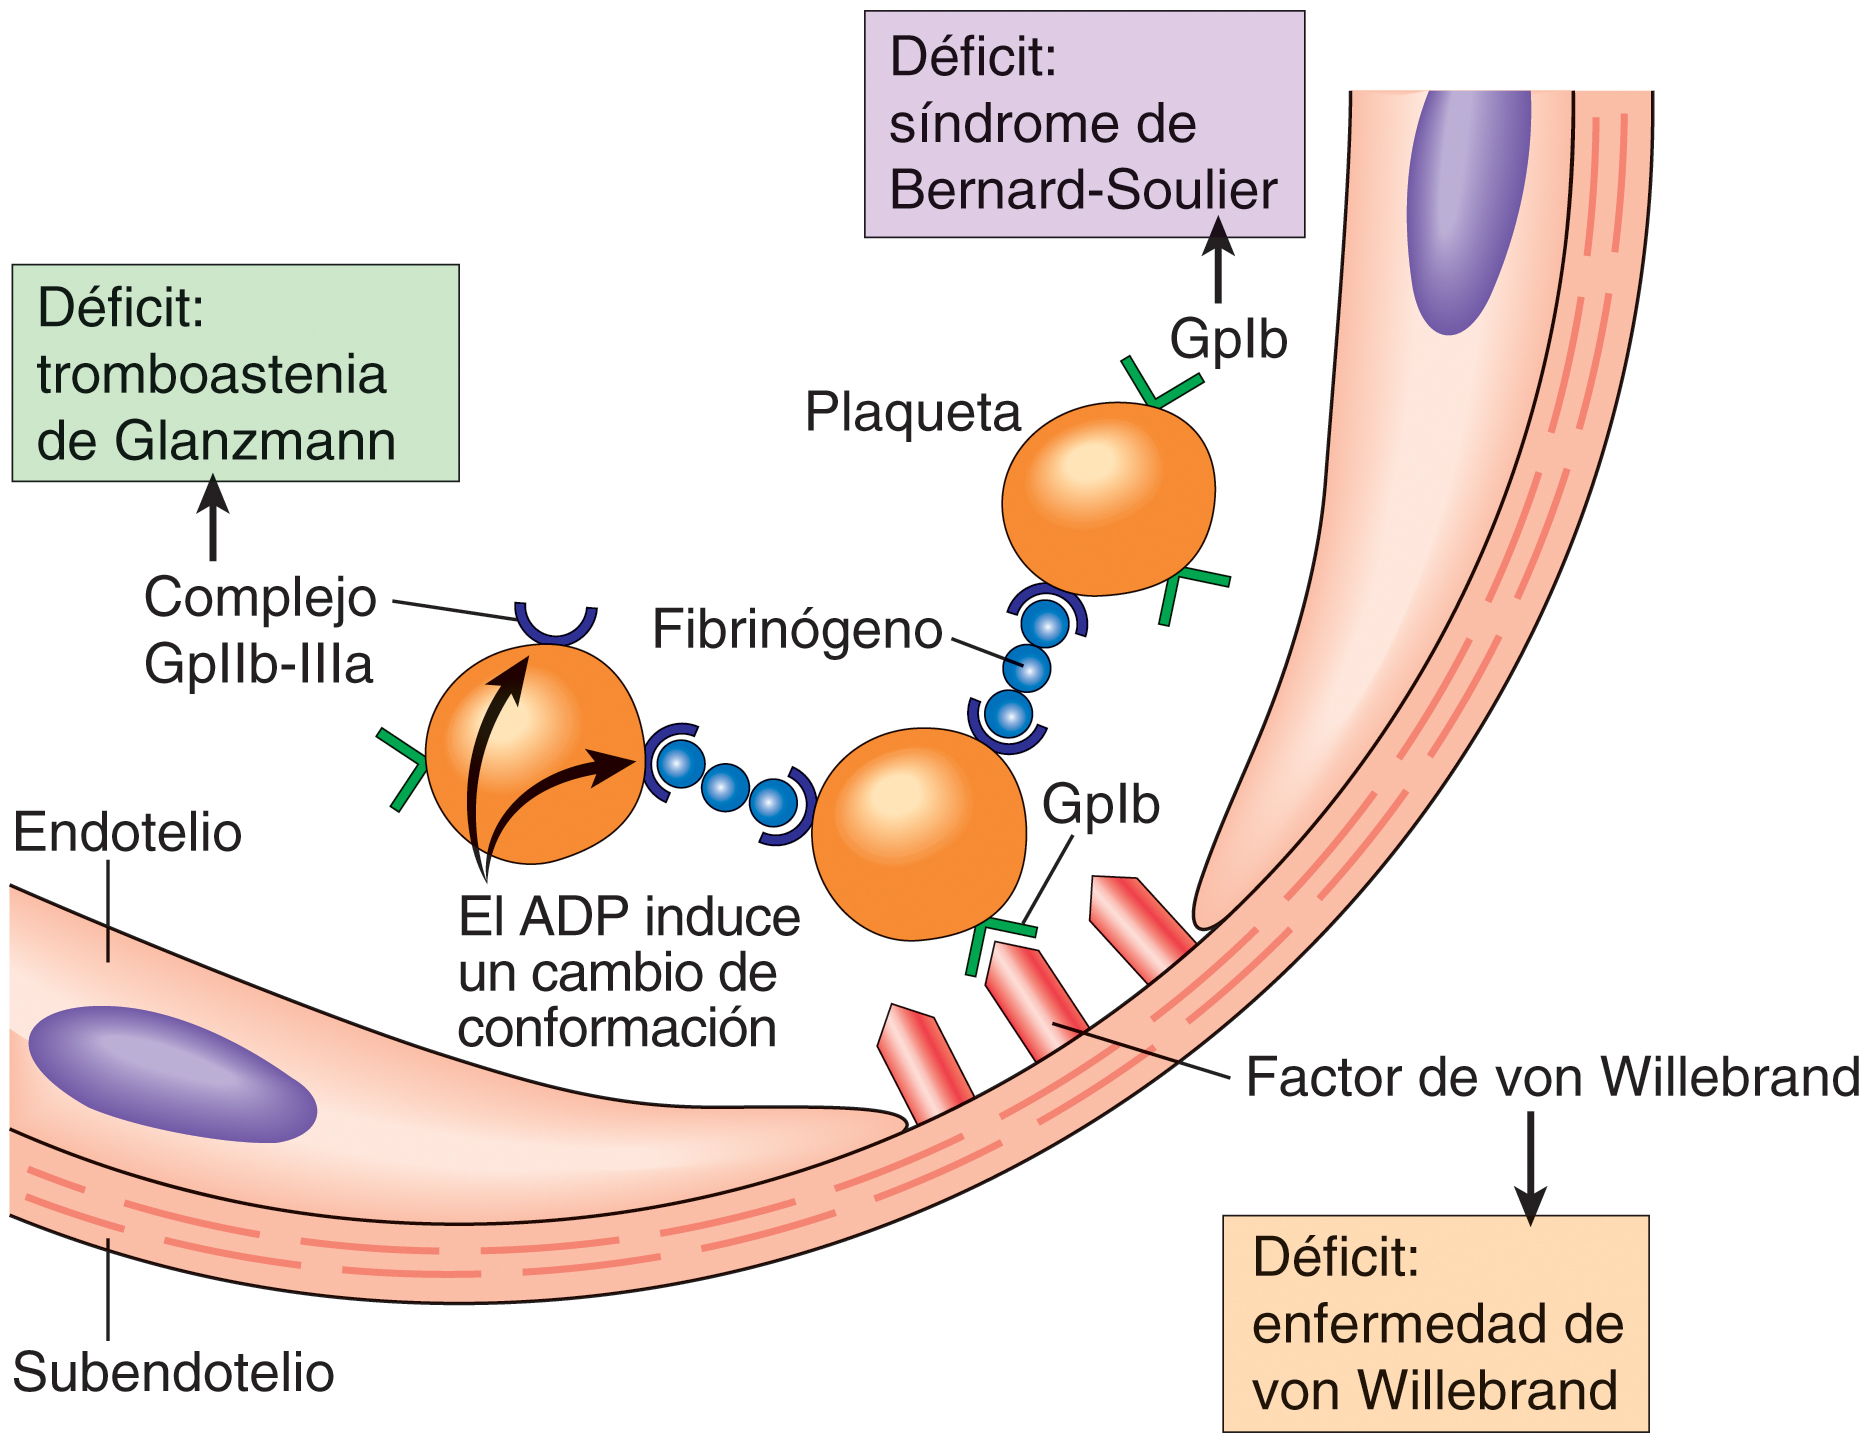 Déficit:
síndrome de
Bernard-Soulier
GpIb
Déficit:
tromboastenia
de Glanzmann
Plaqueta
Complejo
GpIIb-IIIa
Fibrinógeno
GpIb
Endotelio
El ADP induce
un cambio de
conformación
Factor de von Willebrand
Déficit:
enfermedad de
von Willebrand
Subendotelio